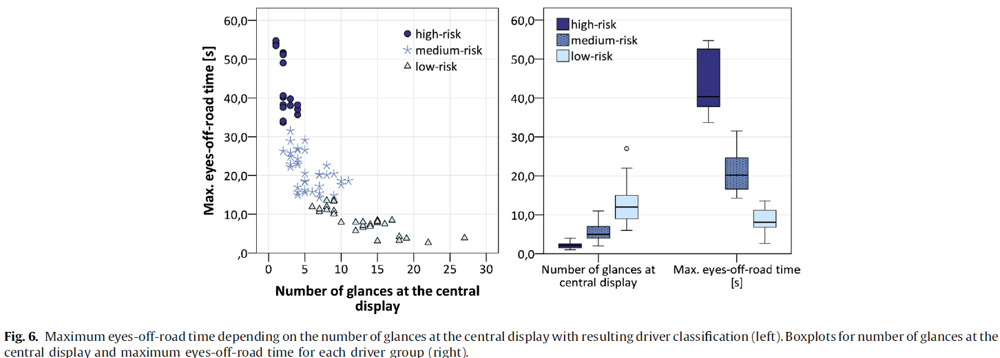 60,0
50,0
40,0
30,0
20,0
10,0
,0
Max. eyes-off-road time [s]
high-risk
medium-risk
low-risk
0 5 10 15 20 25 30
Number of glances at the central
display
60,0
50,0
40,0
30,0
20,0
10,0
0,0
high-risk
medium-risk
low-risk
Number of glances at
central display
Max. eyes-off-road time
[s]
Fig. 6. Maximum eyes-off-road time depending on the number of glances at the central display with resulting driver classification (left). Boxplots for number of glances at the
central display and maximum eyes-off-road time for each driver group (right).